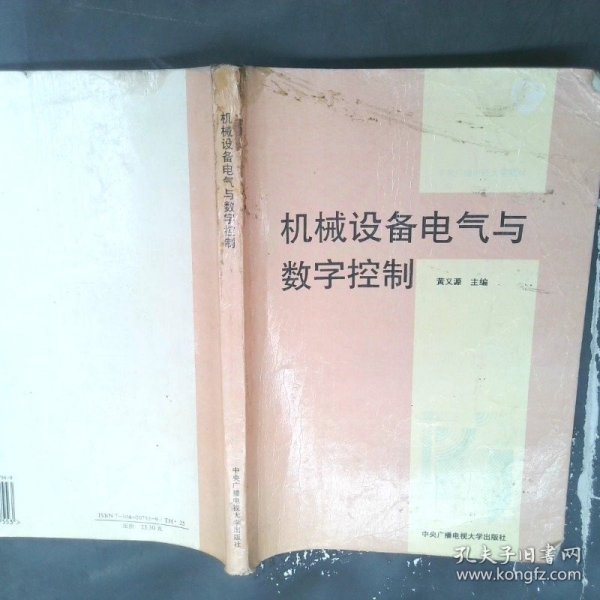 机械设备电气与
数字控制
黄义源 主编
中央广播电视大学出版社
机械设备电气与数字控制
中央广播电视大学出版社
孔夫子旧书网
www.kongfz.com